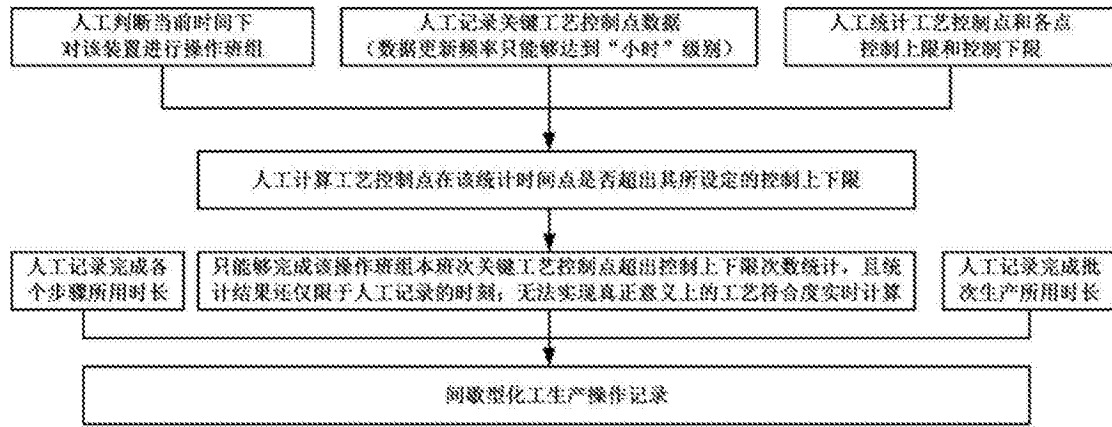 人工判断当前时间下
对该装置进行操作班组
人工记录关键工艺控制点数据
（数据更新频率只能够达到“小时”级别）
人工统计工艺控制点和各点
控制上限和控制下限
人工计算工艺控制点在该统计时间点是否超出其所设定的控制上下限
人工记录完成各
个步骤所用时长
只能够完成该操作班组本班次关键工艺控制点超出控制上下限次数统计，且统
计结果还仅限于人工记录的时刻；无法实现真正意义上的工艺符合度实时计算
人工记录完成批
次生产所用时长
间歇型化工生产操作记录